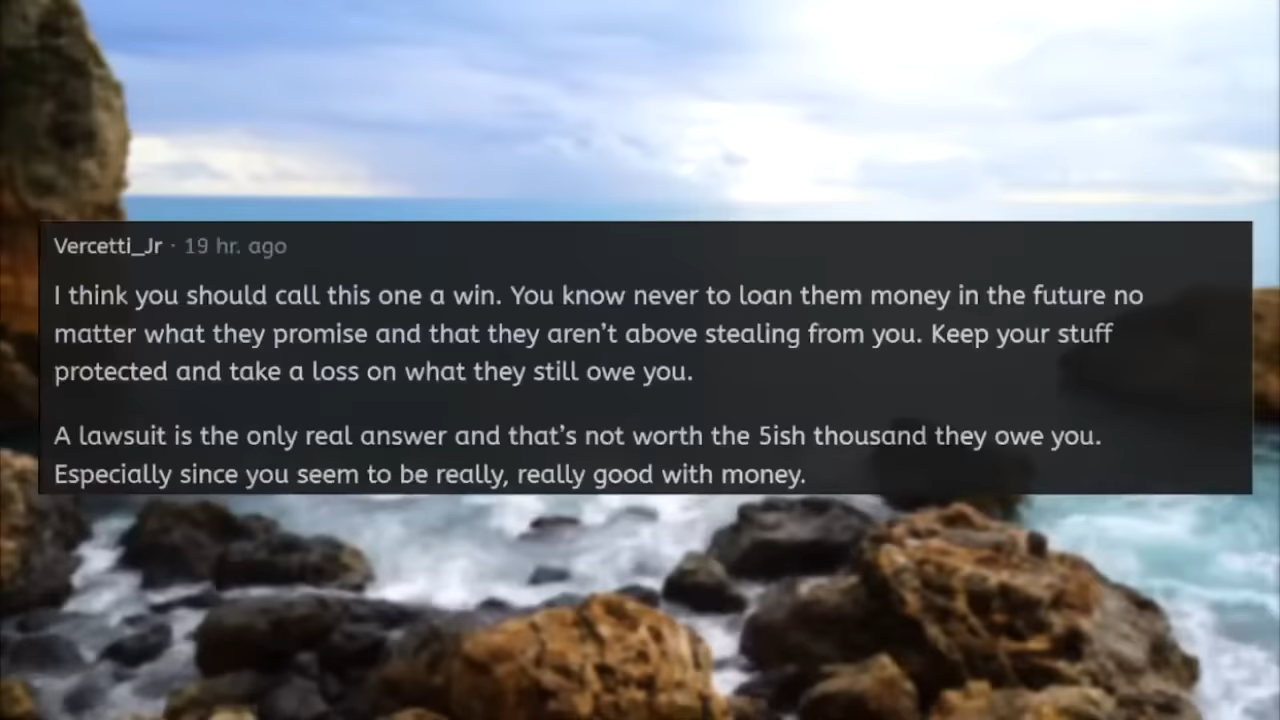 Vercetti_Jr · 19 hr. ago
I think you should call this one a win. You know never to loan them money in the future no
matter what they promise and that they aren’t above stealing from you. Keep your stuff
protected and take a loss on what they still owe you.
A lawsuit is the only real answer and that’s not worth the 5ish thousand they owe you.
Especially since you seem to be really, really good with money.